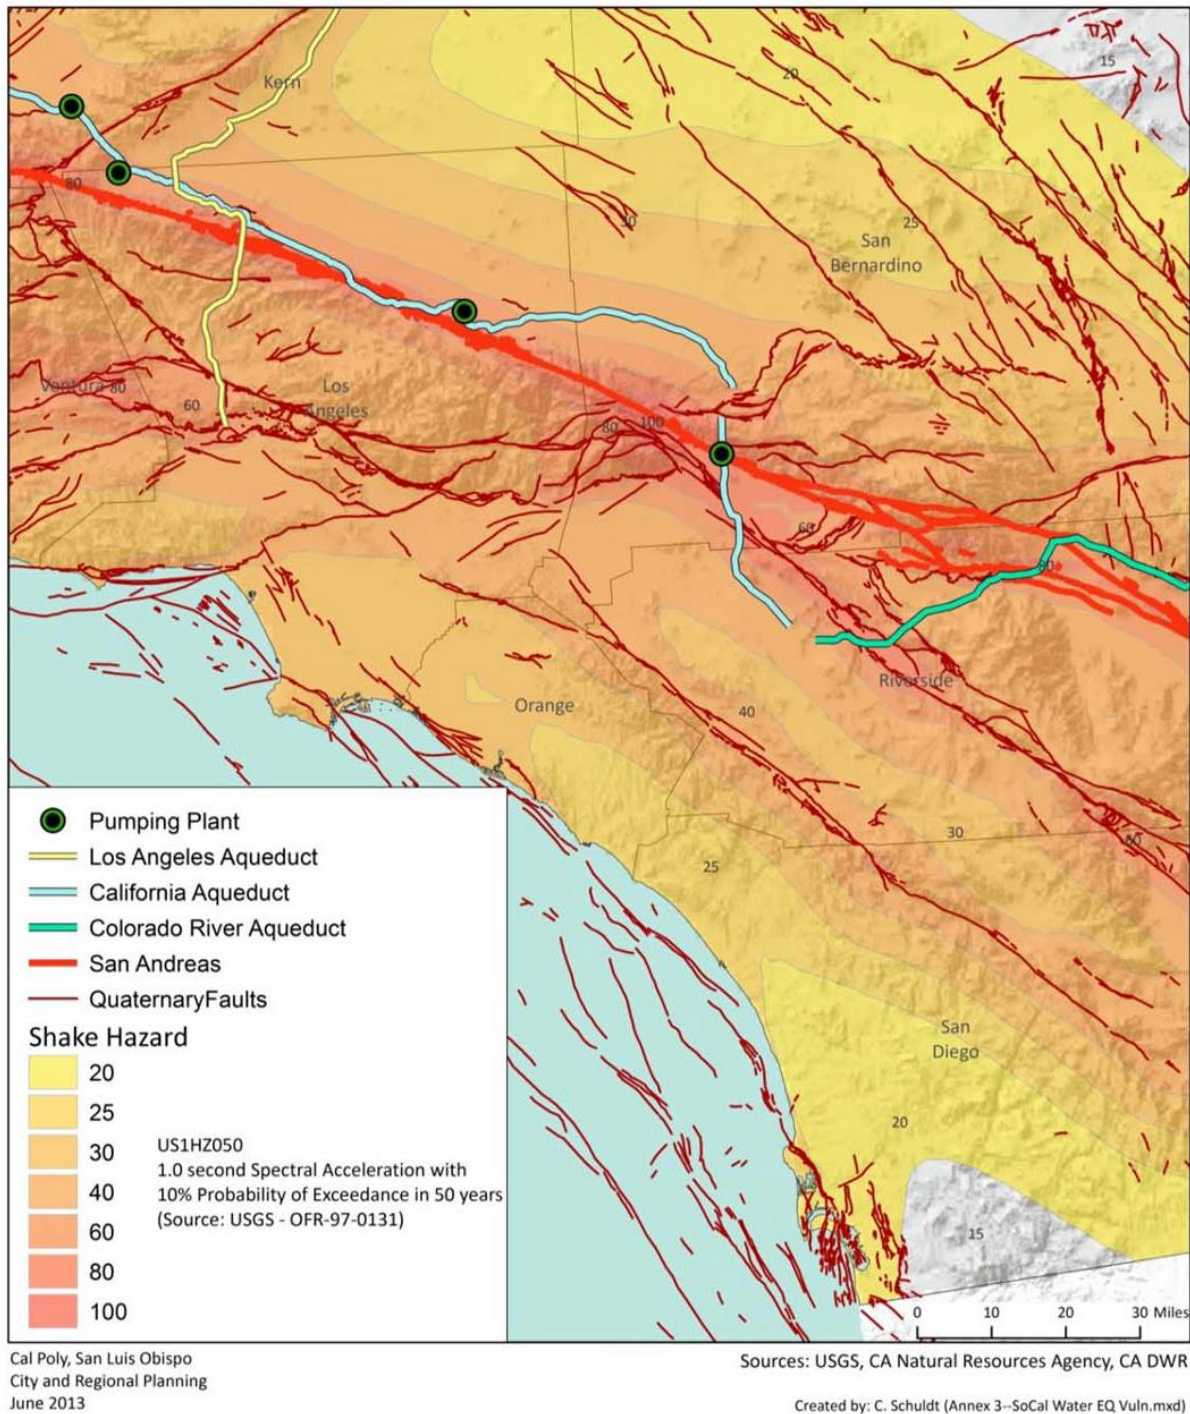 Kern
15
20
80
30
25
San
Bernardino
Ventura 80
60
Los
Angeles
80
100
60
80
Riverside
Orange
40
30
60
25
San
Diego
20
15
Pumping Plant
Los Angeles Aqueduct
California Aqueduct
Colorado River Aqueduct
San Andreas
QuaternaryFaults
Shake Hazard
20
25
30
40
60
80
100
US1HZ050
1.0 second Spectral Acceleration with
10% Probability of Exceedance in 50 years
(Source: USGS - OFR-97-0131)
0 10 20 30 Miles
Cal Poly, San Luis Obispo
City and Regional Planning
June 2013
Sources: USGS, CA Natural Resources Agency, CA DWR
Created by: C. Schuldt (Annex 3--SoCal Water EQ Vuln.mxd)